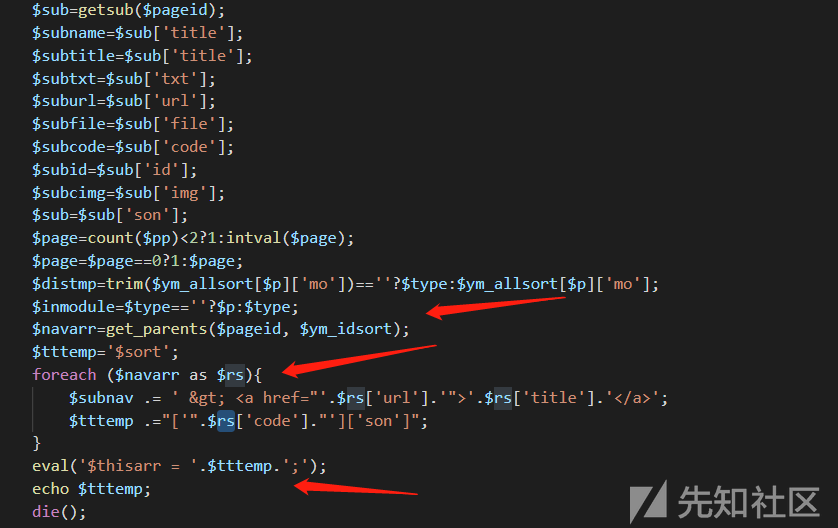 $sub=getsub($pageid);
$subname=$sub['title'];
$subtitle=$sub['title'];
$subtxt=$sub['txt'];
$suburl=$sub['url'];
$subfile=$sub['file'];
$subcode=$sub['code'];
$subid=$sub['id'];
$subcimg=$sub['img'];
$sub=$sub['son'];
$page=count($pp)<2?1:intval($page);
$page=$page==0?1:$page;
$distmp=trim($ym_allsort[$p]['mo'])==''?$type:$ym_allsort[$p]['mo'];
$inmodule=$type==''?$p:$type;
$navarr=get_parents($pageid, $ym_idsort);
$tttemp='$sort';
foreach ($navarr as $rs){
    $subnav .= ' &gt; <a href="'.$rs['url'].'">'.$rs['title'].'</a>';
    $tttemp .="['".$rs['code']."']['son']";
}
eval('$thisarr = '.$tttemp.';');
echo $tttemp;
die();
先知社区